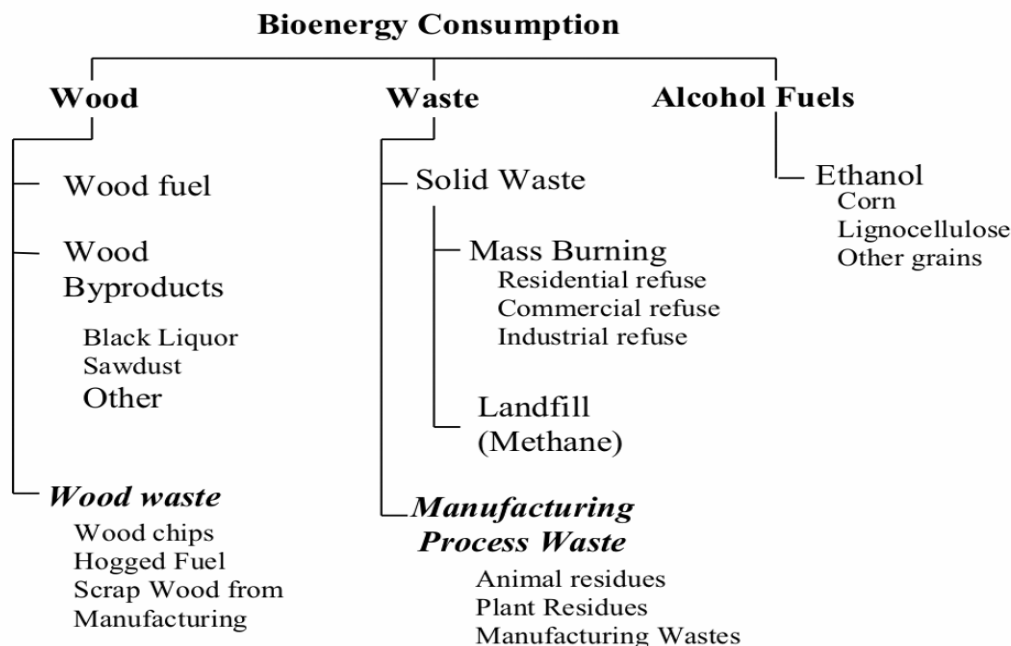 Bioenergy Consumption
Wood
Wood fuel
Wood
Byproducts
Black Liquor
Sawdust
Other
Wood waste
Wood chips
Hogged Fuel
Scrap Wood from
Manufacturing
Waste
Solid Waste
Mass Burning
Residential refuse
Commercial refuse
Industrial refuse
Landfill
(Methane)
Manufacturing
Process Waste
Animal residues
Plant Residues
Manufacturing Wastes
Alcohol Fuels
Ethanol
Corn
Lignocellulose
Other grains